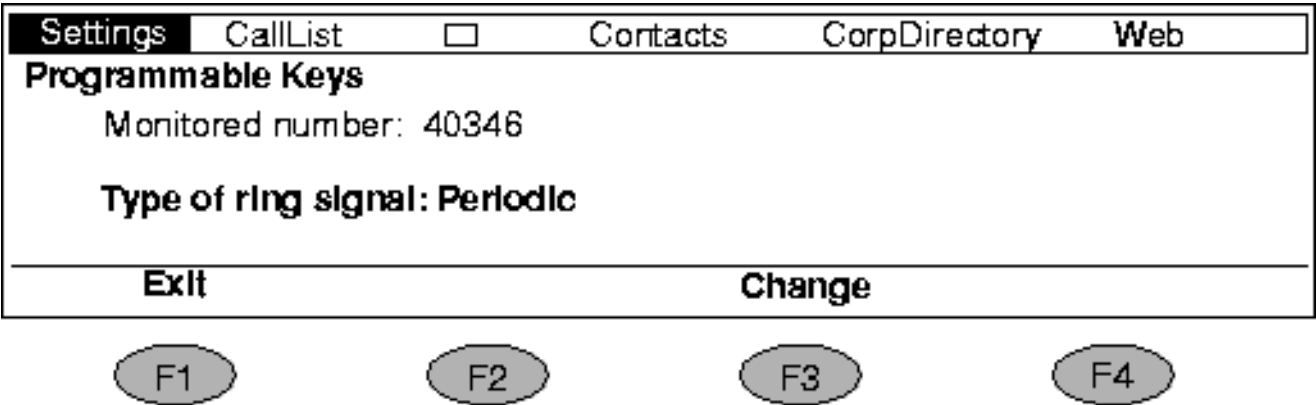 Settings CallList Contacts CorpDirectory Web
Programmable Keys
Monitored number: 40346
Type of ring signal: Periodic
Exit Change
F1 F2 F3 F4